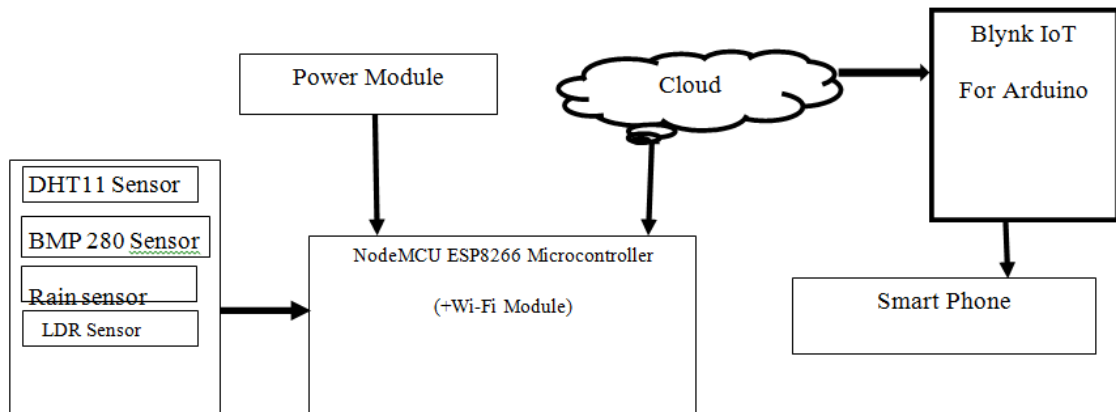 Blynk IoT
For Arduino
Power Module
Cloud
DHT11 Sensor
BMP 280 Sensor
Rain sensor
LDR Sensor
NodeMCU ESP8266 Microcontroller
(+Wi-Fi Module)
Smart Phone